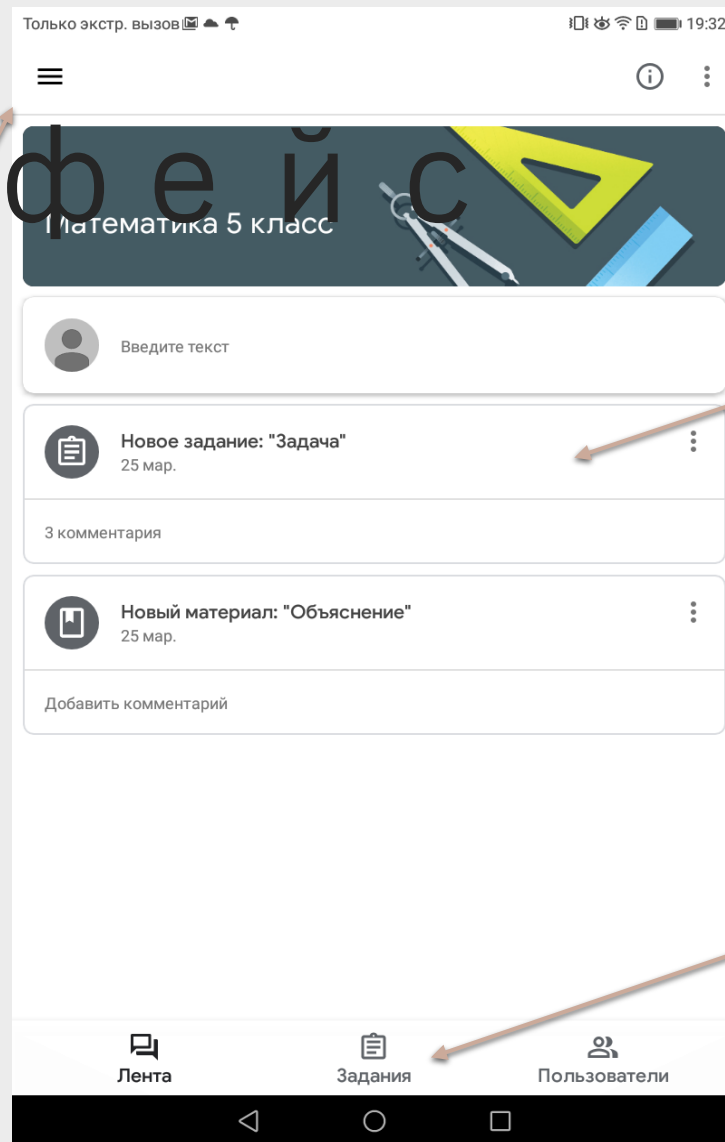 Только экстр. вызов 19:32
фейс
Математика 5 класс
Введите текст
Новое задание: "Задача"
25 мар.
3 комментария
Новый материал: "Объяснение"
25 мар.
Добавить комментарий
Лента Задания Пользователи